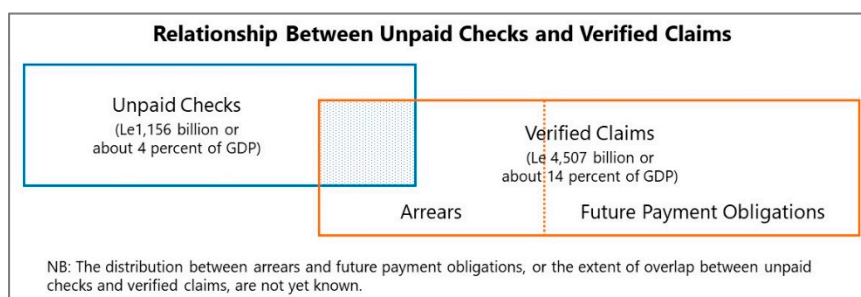 Relationship Between Unpaid Checks and Verified Claims
Unpaid Checks
(Le1,156 billion or
about 4 percent of GDP)
Verified Claims
(Le 4,507 billion or
about 14 percent of GDP)
Arrears
Future Payment Obligations
NB: The distribution between arrears and future payment obligations, or the extent of overlap between unpaid
checks and verified claims, are not yet known.